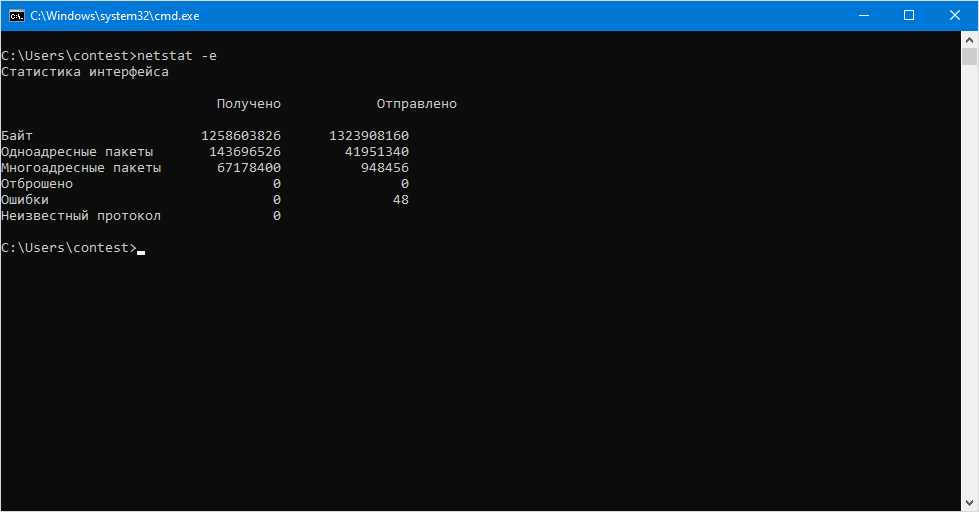 C:\Windows\system32\cmd.exe
C:\Users\contest>netstat -e
Статистика интерфейса
Получено Отправлено
Байт 1258603826 1323908160
Одноадресные пакеты 143696526 41951340
Многоадресные пакеты 67178400 948456
Отброшено 0 0
Ошибки 0 48
Неизвестный протокол 0
C:\Users\contest>